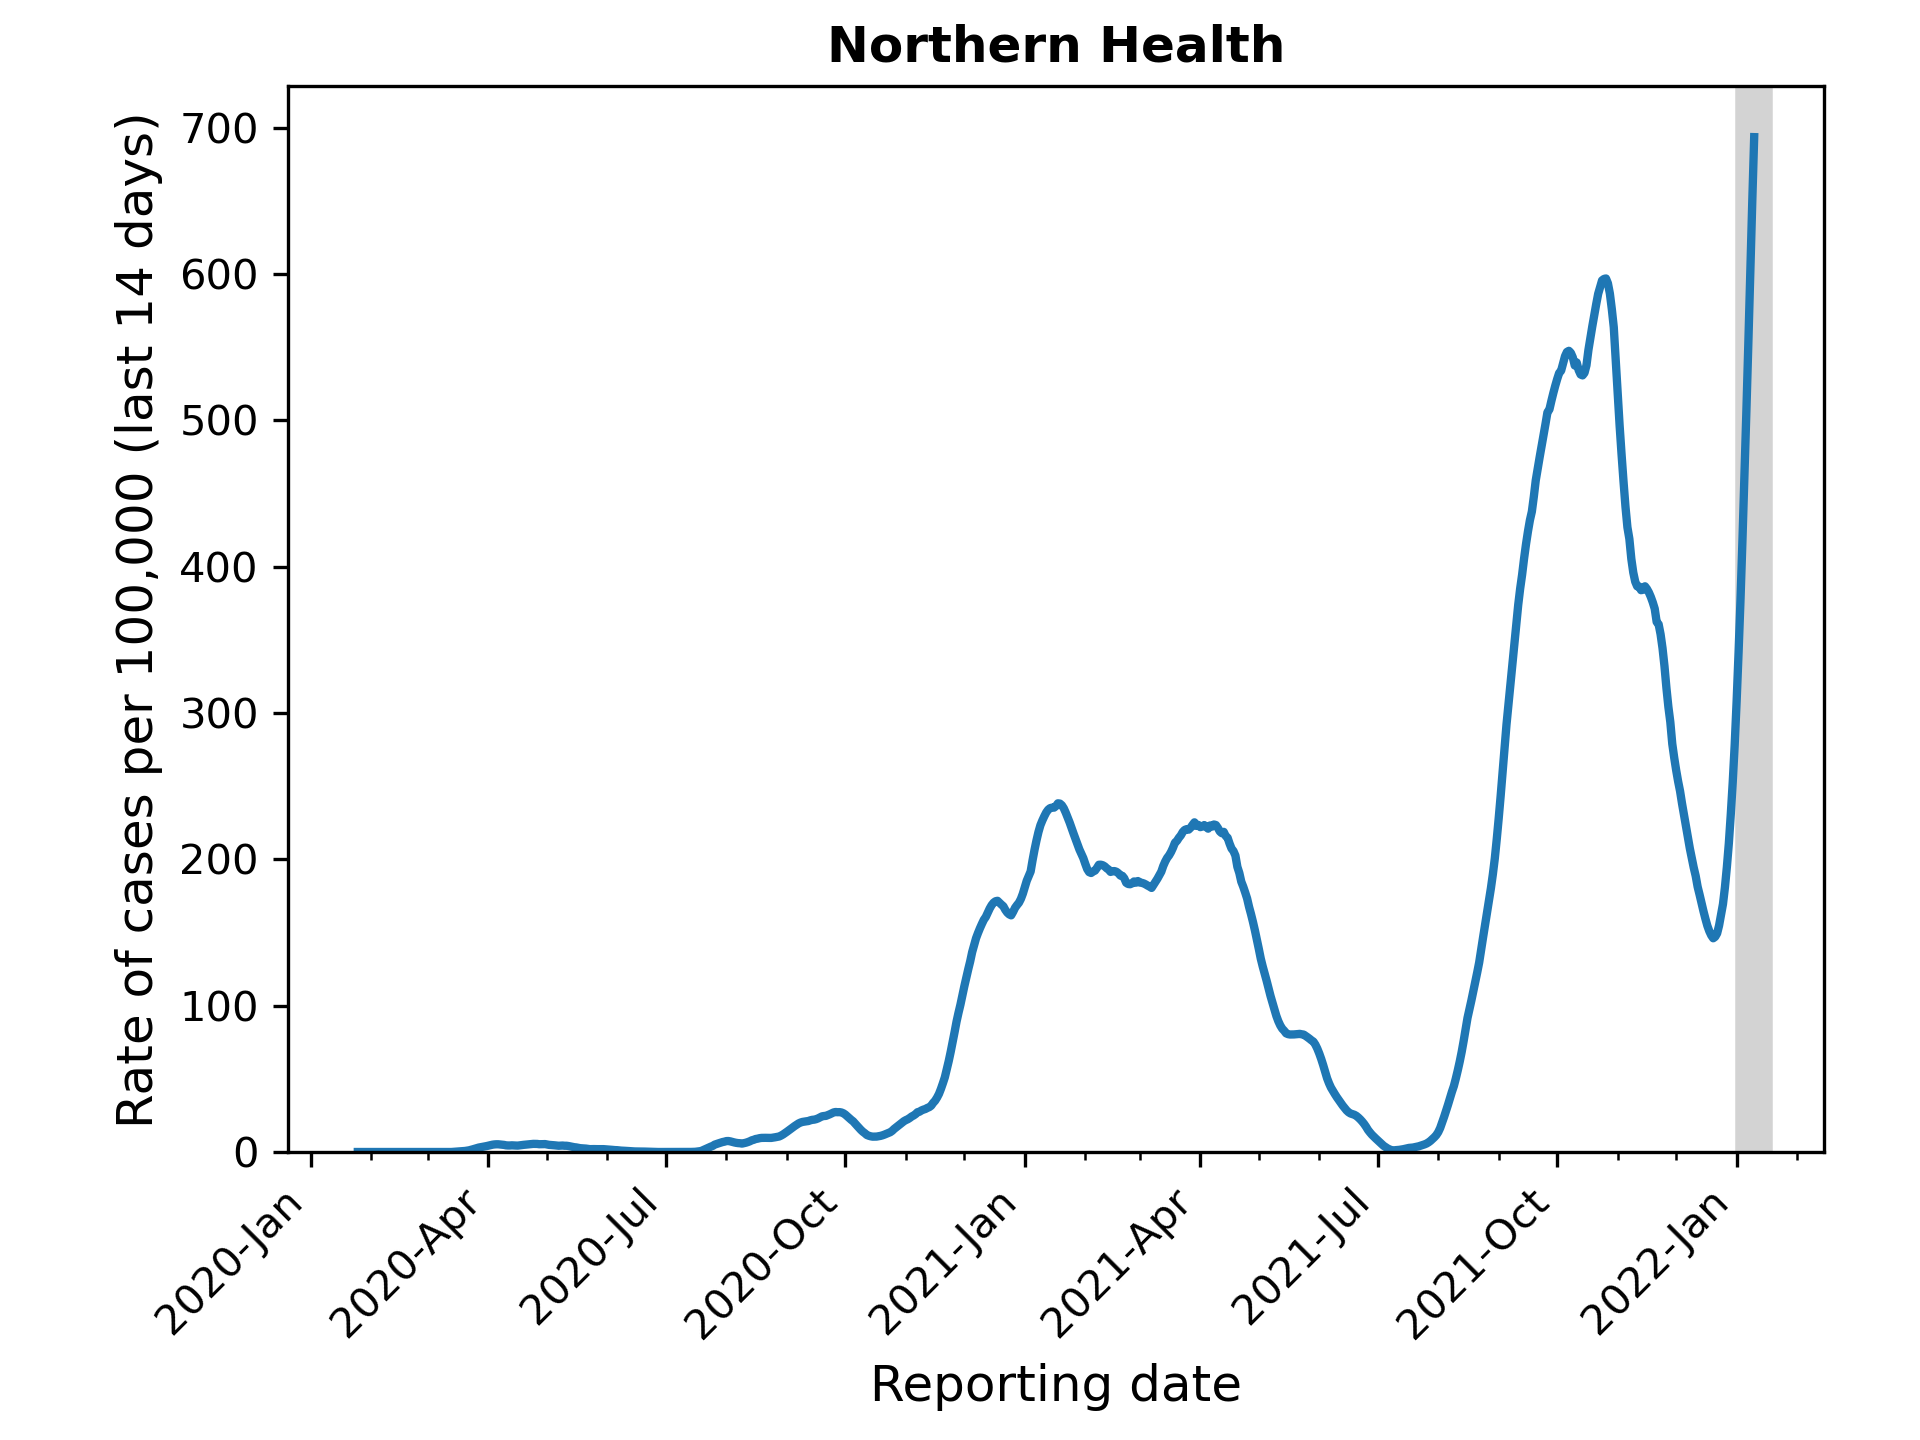 Northern Health
Rate of cases per 100,000 (last 14 days)
700
600
500
400
300
200
100
0
2020-Jan
2020-Apr
2020-Jul
2020-Oct
2021-Jan
2021-Apr
2021-Jul
2021-Oct
2022-Jan
Reporting date